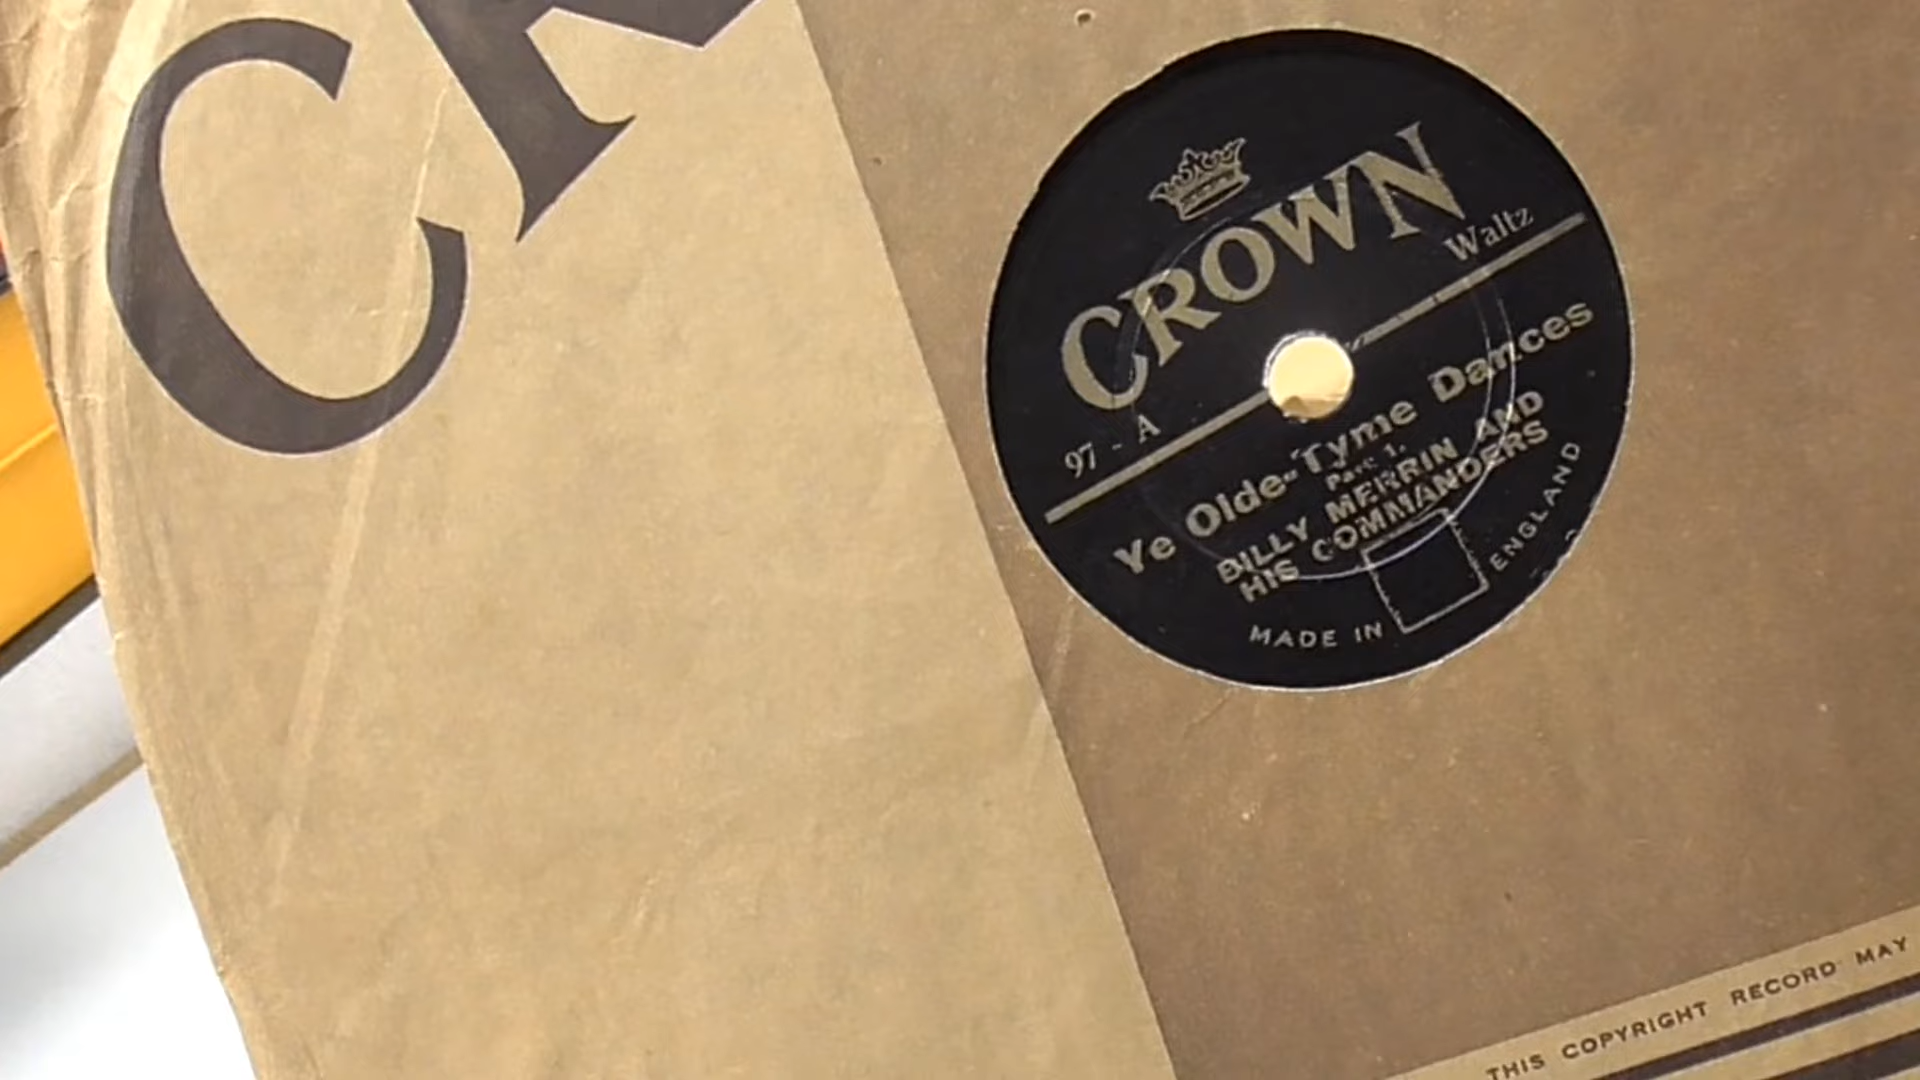 CR
CROWN
Waltz
97 - A
Ye Olde-Tyme Dances
Part 1.
BILLY MERRIN AND
HIS COMMANDERS
MADE IN ENGLAND
THIS COPYRIGHT RECORD MAY